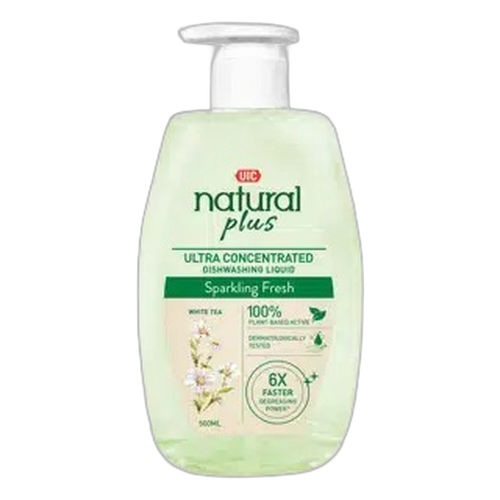 UIC
natural
plus
ULTRA CONCENTRATED
DISHWASHING LIQUID
Sparkling Fresh
WHITE TEA
100%
PLANT-BASED ACTIVE
DERMATOLOGICALLY
TESTED
6X
FASTER
DEGREASING
POWER*
500ML